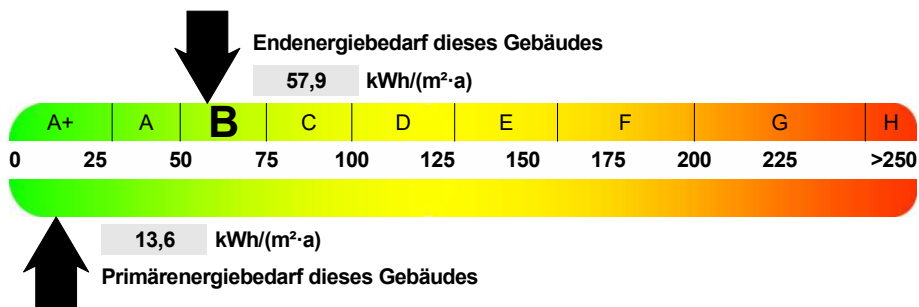 Endenergiebedarf dieses Gebäudes
57,9 kWh/(m²·a)
A+ A B C D E F G H
0 25 50 75 100 125 150 175 200 225 >250
13,6 kWh/(m²·a)
Primärenergiebedarf dieses Gebäudes